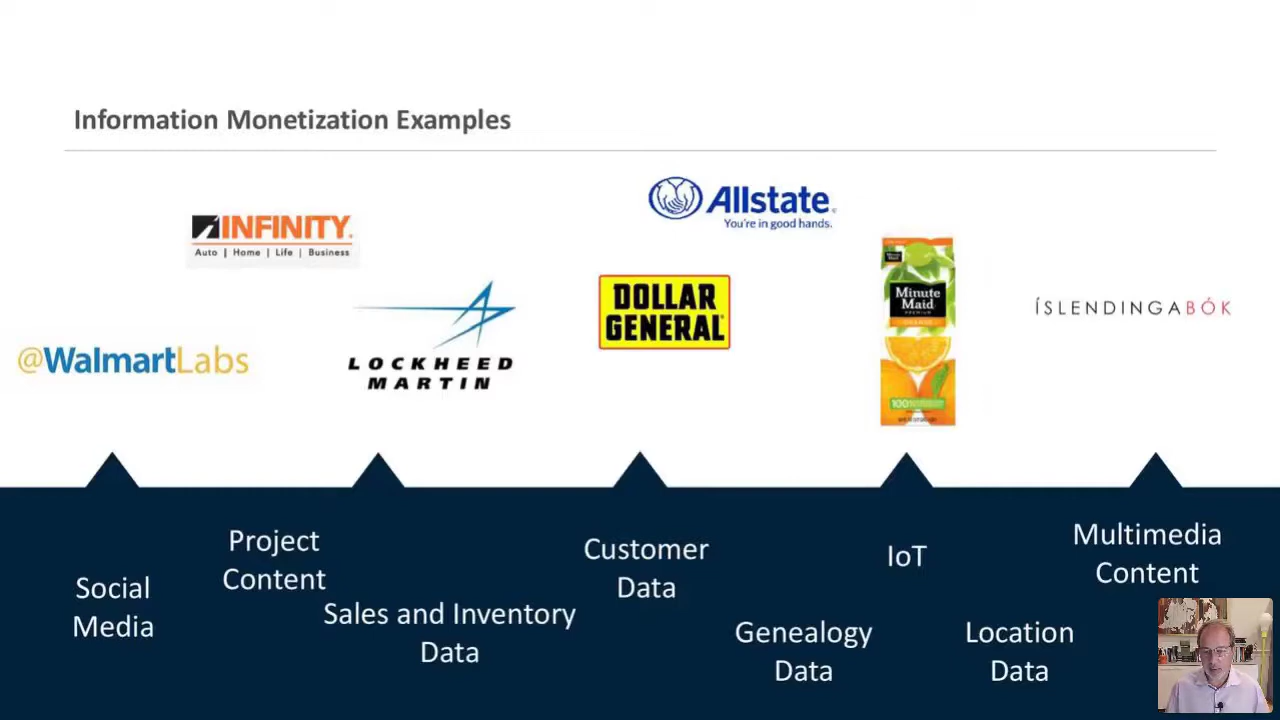 Information Monetization Examples
INFINITY.
Auto | Home | Life | Business
@WalmartLabs
LOCKHEED
MARTIN
Allstate
You're in good hands.
DOLLAR
GENERAL
Minute
Maid
PREMIUM
100
ÍSLENDINGABÓK
Social
Media
Project
Content
Sales and Inventory
Data
Customer
Data
Genealogy
Data
IoT
Location
Data
Multimedia
Content